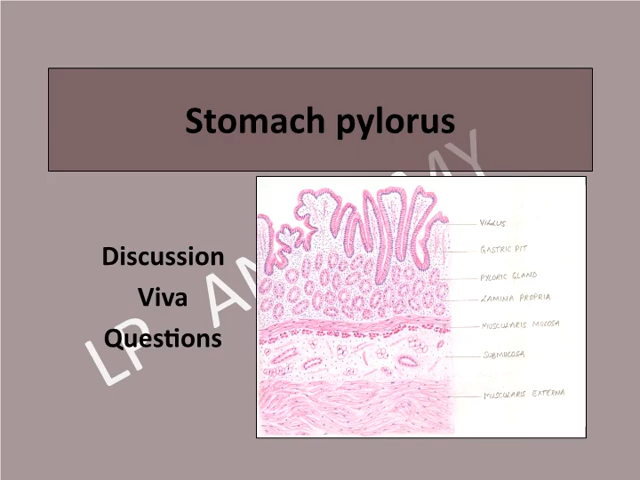 Stomach pylorus
Discussion
Viva
Questions
VILLUS
GASTRIC PIT
PYLORIC GLAND
LAMINA PROPRIA
MUSCULARIS MUCOSA
SUBMUCOSA
MUSCULARIS EXTERNA